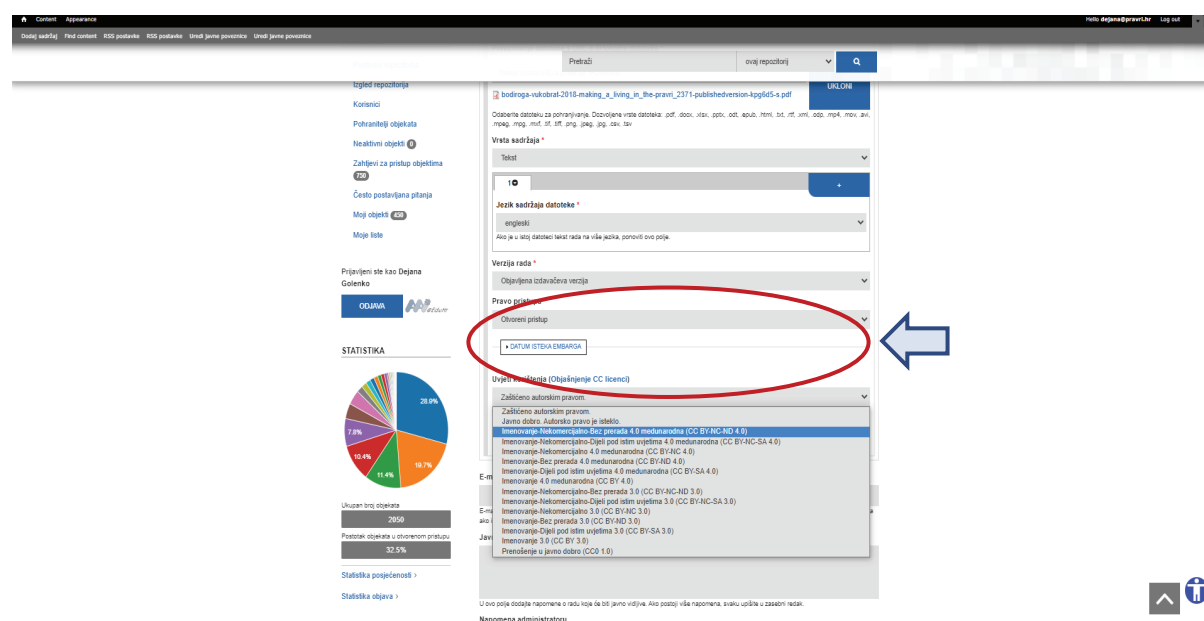 Content Appearance
Hello dejana@pravri.hr Log out
Dodaj sadržaj Find content RSS postavke RSS postavke Uredi javne poveznice Uredi javne poveznice
Pretraži ovaj repozitorij
Izgled repozitorija
Korisnici
Pohranitelji objekata
Neaktivni objekti 0
Zahtjevi za pristup objektima
750
Često postavljana pitanja
Moji objekti 450
Moje liste
Prijavljeni ste kao Dejana
Golenko
ODJAVA
STATISTIKA
28.9%
19.7%
11.4%
10.4%
7.8%
Ukupan broj objekata
2050
Postotak objekata u otvorenom pristupu
32.5%
Statistika posjećenosti ›
Statistika objava ›
UKLONI
bodiroga-vukobrat-2018-making_a_living_in_the-pravri_2371-publishedversion-kpg6d5-s.pdf
Odaberite datoteku za pohranjivanje. Dozvoljene vrste datoteka: .pdf, .docx, .xlsx, .pptx, .odt, .epub, .html, .txt, .rtf, .xml, .odp, .mp4, .mov, .avi,
.mpeg, .mpg, .mxf, .tif, .tiff, .png, .jpeg, .jpg, .csv, .tsv
Vrsta sadržaja *
Tekst
1
+
Jezik sadržaja datoteke *
engleski
Ako je u istoj datoteci tekst rada na više jezika, ponoviti ovo polje.
Verzija rada *
Objavljena izdavačeva verzija
Pravo pristupa
Otvoreni pristup
DATUM ISTEKA EMBARGA
Uvjeti korištenja (Objašnjenje CC licenci)
Zaštićeno autorskim pravom.
Zaštićeno autorskim pravom.
Javno dobro. Autorsko pravo je isteklo.
Imenovanje-Nekomercijalno-Bez prerada 4.0 međunarodna (CC BY-NC-ND 4.0)
Imenovanje-Nekomercijalno-Dijeli pod istim uvjetima 4.0 međunarodna (CC BY-NC-SA 4.0)
Imenovanje-Nekomercijalno 4.0 međunarodna (CC BY-NC 4.0)
Imenovanje-Bez prerada 4.0 međunarodna (CC BY-ND 4.0)
Imenovanje-Dijeli pod istim uvjetima 4.0 međunarodna (CC BY-SA 4.0)
Imenovanje 4.0 međunarodna (CC BY 4.0)
Imenovanje-Nekomercijalno-Bez prerada 3.0 (CC BY-NC-ND 3.0)
Imenovanje-Nekomercijalno-Dijeli pod istim uvjetima 3.0 (CC BY-NC-SA 3.0)
Imenovanje-Nekomercijalno 3.0 (CC BY-NC 3.0)
Imenovanje-Bez prerada 3.0 (CC BY-ND 3.0)
Imenovanje-Dijeli pod istim uvjetima 3.0 (CC BY-SA 3.0)
Imenovanje 3.0 (CC BY 3.0)
Prenošenje u javno dobro (CC0 1.0)
U ovo polje dodajte napomene o radu koje će biti javno vidljive. Ako postoji više napomena, svaku upišite u zasebni redak.
Napomena administratoru